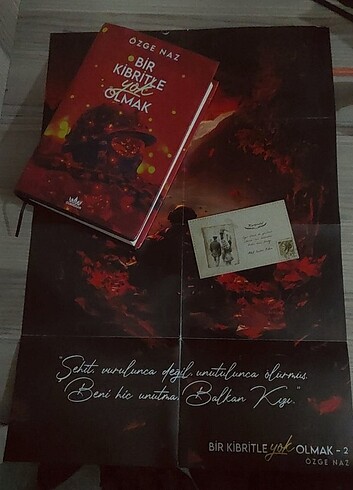 ÖZGE NAZ
BİR
KİBRİTLE
yok
OLMAK
"Şehit, vurulunca değil, unutulunca ölürmüş.
Beni hiç unutma, Balkan Kızı."
BİR KİBRİTLE yok OLMAK - 2
ÖZGE NAZ